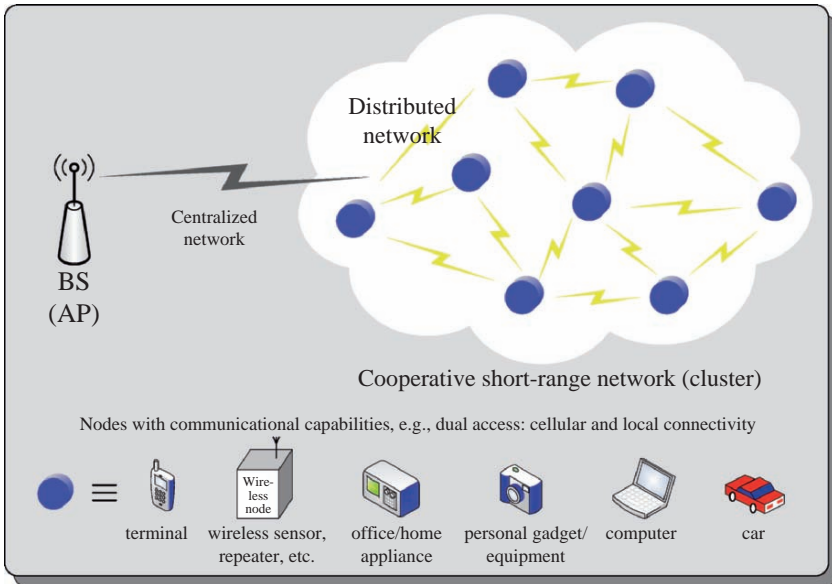 Distributed
network
Centralized
network
BS
(AP)
Cooperative short-range network (cluster)
Nodes with communicational capabilities, e.g., dual access: cellular and local connectivity
Wire-
less
node
terminal
wireless sensor,
repeater, etc.
office/home
appliance
personal gadget/
equipment
computer
car